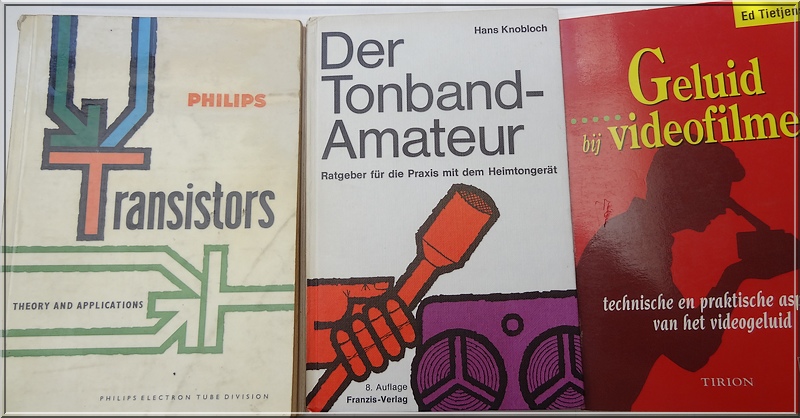 PHILIPS
Transistors
THEORY AND APPLICATIONS
PHILIPS ELECTRON TUBE DIVISION
Hans Knobloch
Der
Tonband-
Amateur
Ratgeber für die Praxis mit dem Heimtongerät
8. Auflage
Franzis-Verlag
Ed Tietjens
Geluid
bij videofilme
technische en praktische asp
van het videogeluid
TIRION